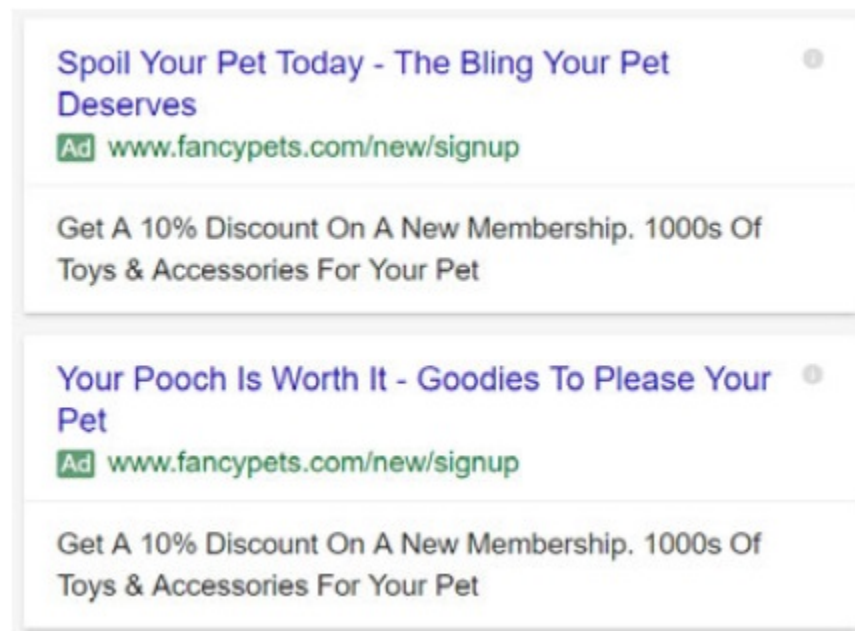 Spoil Your Pet Today - The Bling Your Pet
Deserves
Ad www.fancypets.com/new/signup
Get A 10% Discount On A New Membership. 1000s Of
Toys & Accessories For Your Pet
Your Pooch Is Worth It - Goodies To Please Your
Pet
Ad www.fancypets.com/new/signup
Get A 10% Discount On A New Membership. 1000s Of
Toys & Accessories For Your Pet